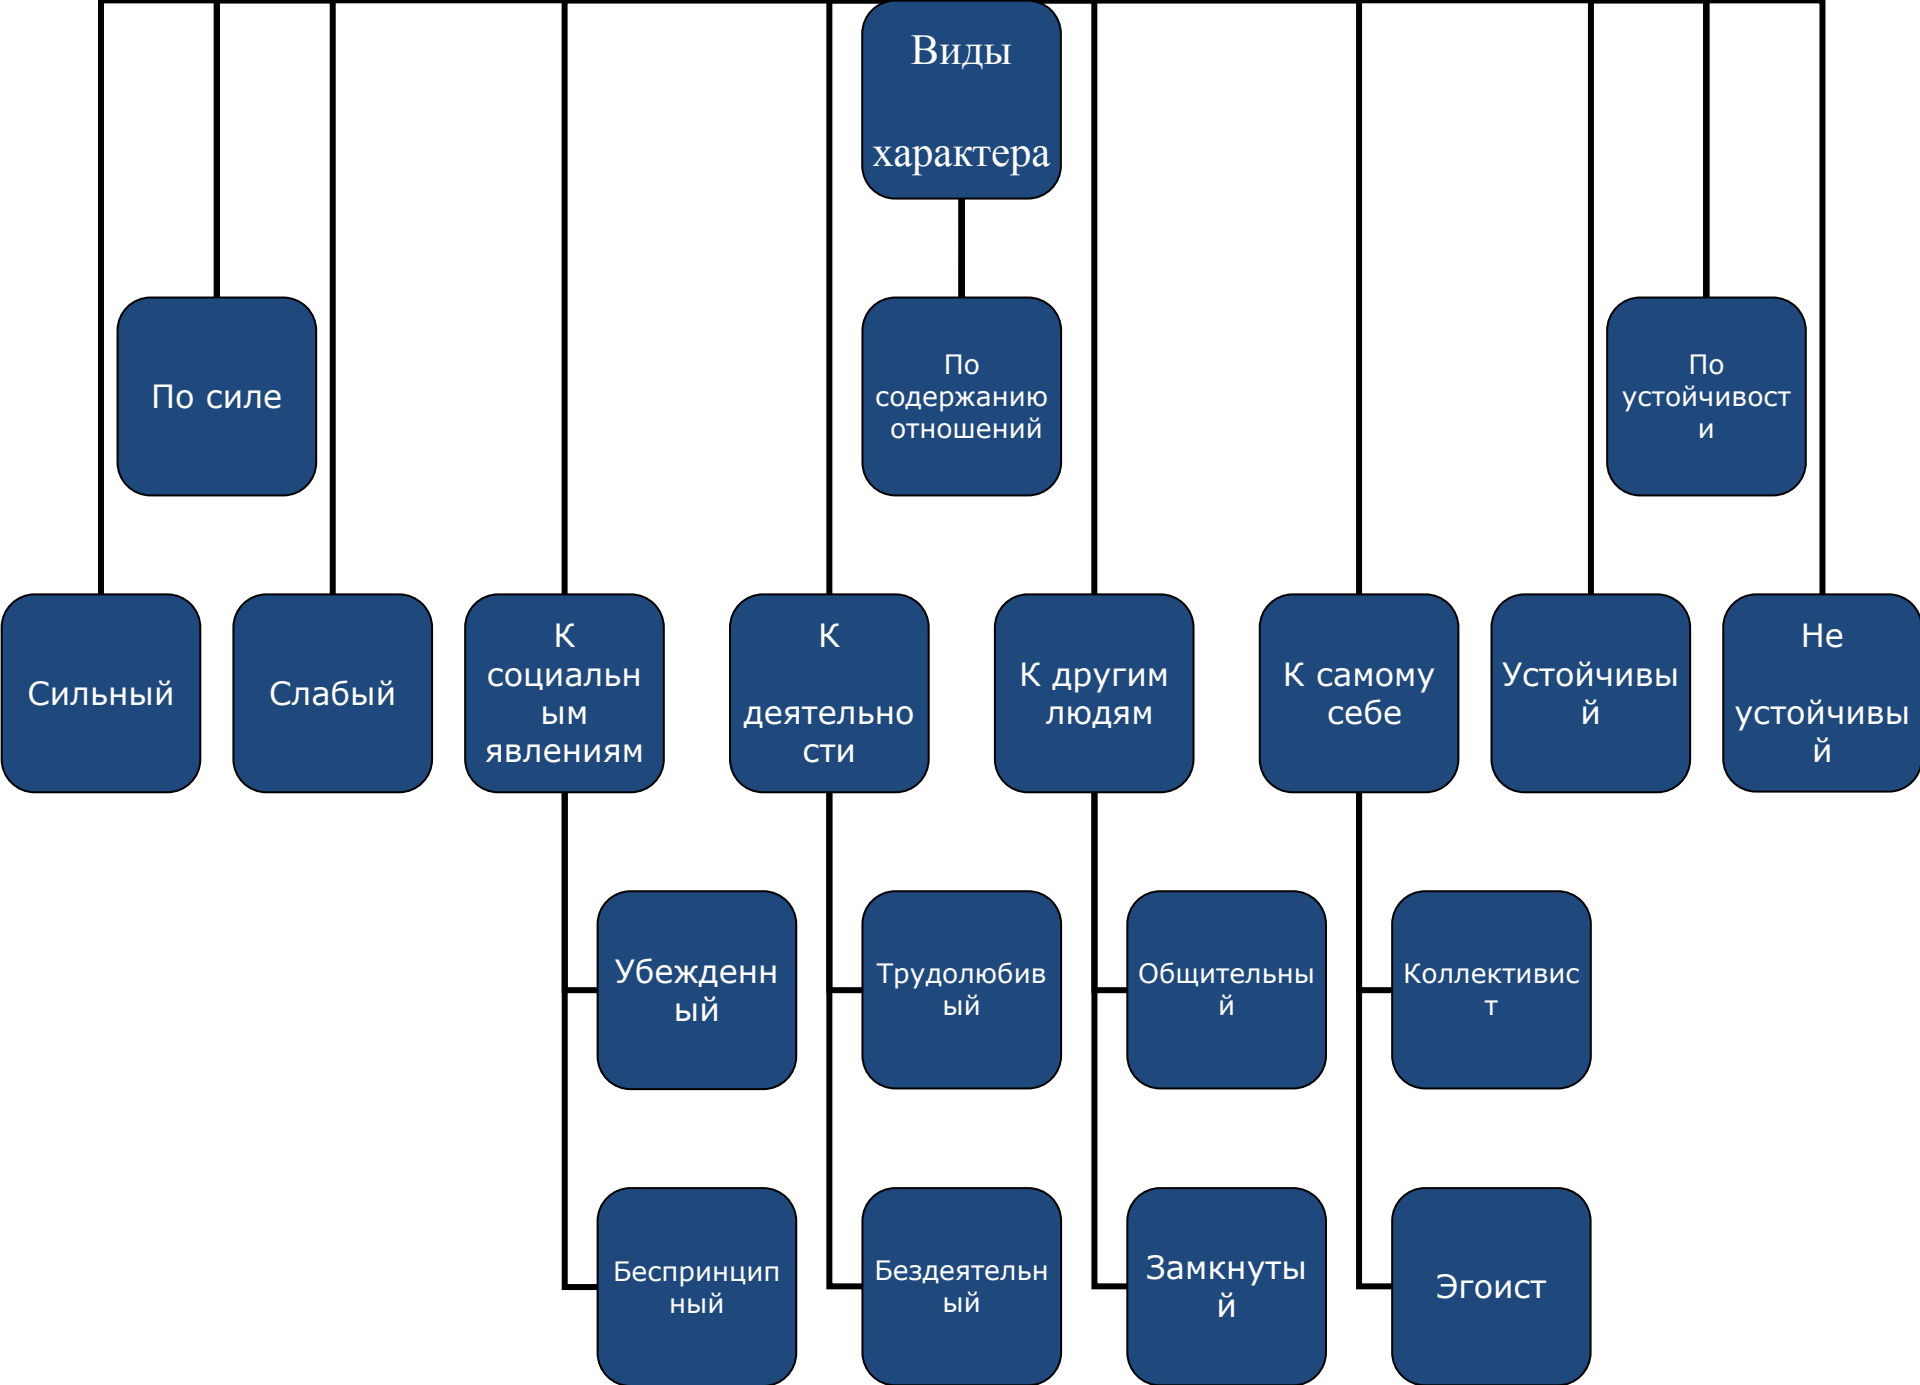 Виды
характера
По силе
По
содержанию
отношений
По
устойчивост
и
Сильный
Слабый
К
социальн
ым
явлениям
К
деятельно
сти
К другим
людям
К самому
себе
Устойчивы
й
Не
устойчивы
й
Убежденн
ый
Трудолюбив
ый
Общительны
й
Коллективис
т
Беспринцип
ный
Бездеятельн
ый
Замкнуты
й
Эгоист